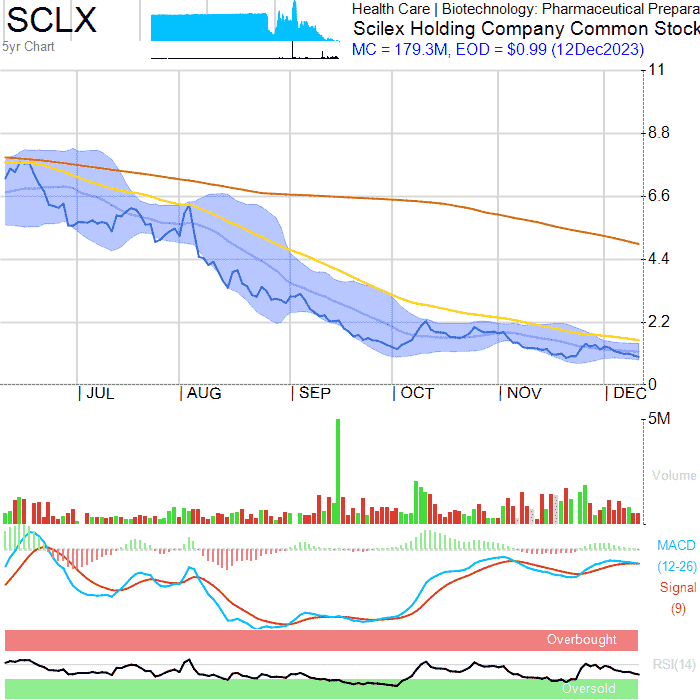 SCLX
5yr Chart
Health Care | Biotechnology: Pharmaceutical Prepara
Scilex Holding Company Common Stock
MC = 179.3M, EOD = $0.99 (12Dec2023)
11
8.8
6.6
4.4
2.2
0
| JUL
| AUG
| SEP
| OCT
| NOV
| DEC
5M
Volume
MACD
(12-26)
Signal
(9)
Overbought
RSI(14)
Oversold